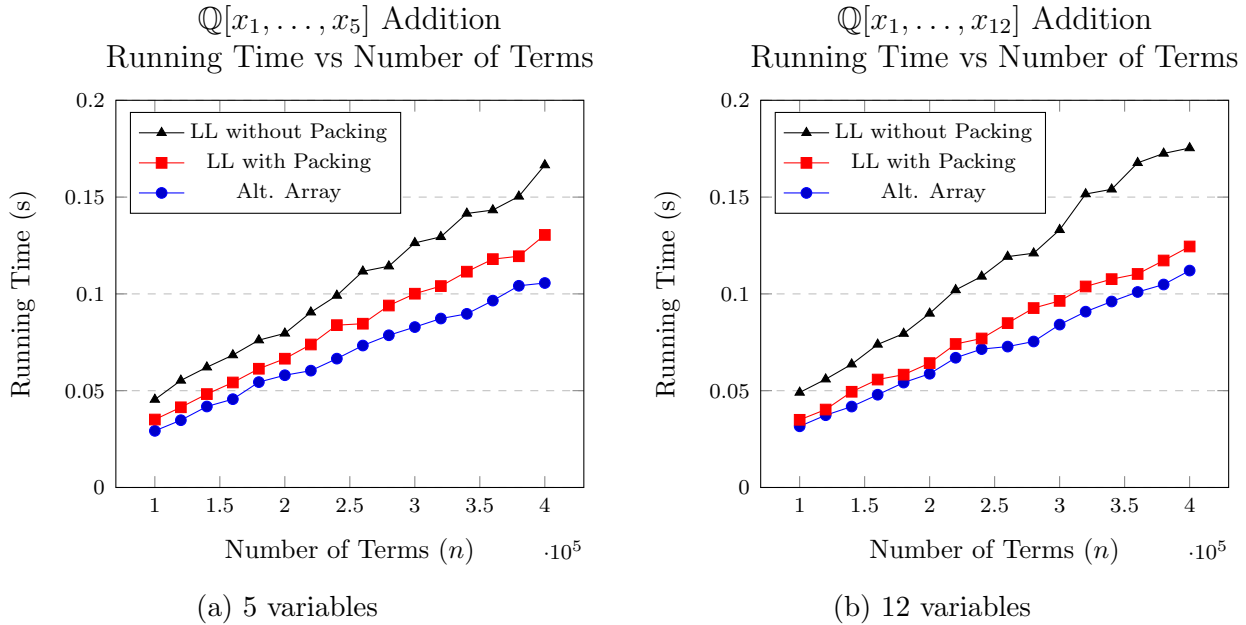 ℚ[x₁, . . . , x₅] Addition
Running Time vs Number of Terms
0.2
0.15
0.1
0.05
0
Running Time (s)
LL without Packing
LL with Packing
Alt. Array
1
1.5
2
2.5
3
3.5
4
Number of Terms (n)
·10⁵
(a) 5 variables
ℚ[x₁, . . . , x₁₂] Addition
Running Time vs Number of Terms
0.2
0.15
0.1
0.05
0
Running Time (s)
LL without Packing
LL with Packing
Alt. Array
1
1.5
2
2.5
3
3.5
4
Number of Terms (n)
·10⁵
(b) 12 variables